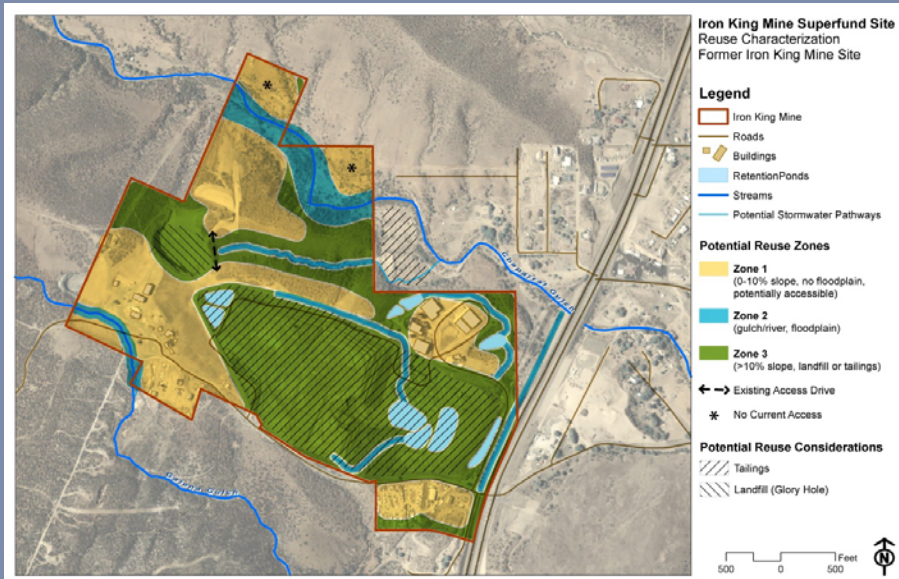 Iron King Mine Superfund Site
Reuse Characterization
Former Iron King Mine Site
Legend
Iron King Mine
Roads
Buildings
RetentionPonds
Streams
Potential Stormwater Pathways
Potential Reuse Zones
Zone 1
(0-10% slope, no floodplain,
potentially accessible)
Zone 2
(gulch/river, floodplain)
Zone 3
(>10% slope, landfill or tailings)
Existing Access Drive
* No Current Access
Potential Reuse Considerations
Tailings
Landfill (Glory Hole)
Feet
500 0 500
N
*
*
Chaparral Gulch
Galena Gulch